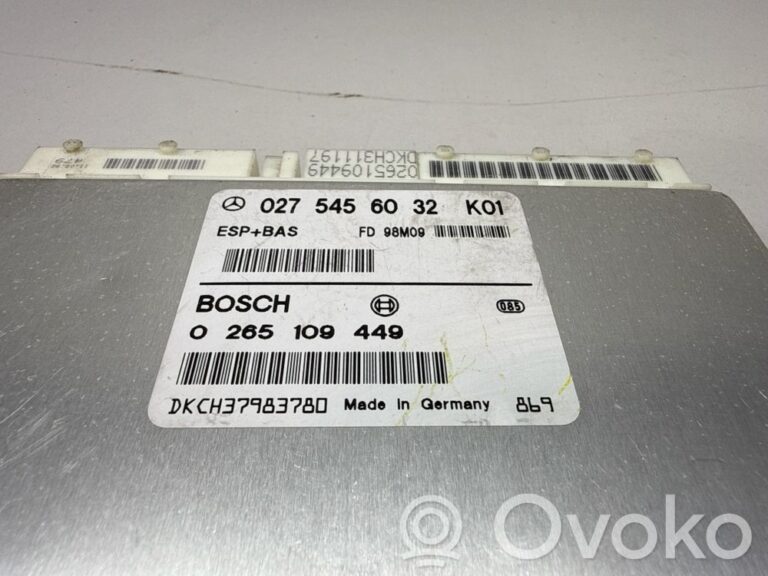 0265109449
DKCH311197
027 545 60 32 K01
ESP+BAS FD 98M09
BOSCH 085
0 265 109 449
DKCH37983780 Made in Germany 869
Ovoko